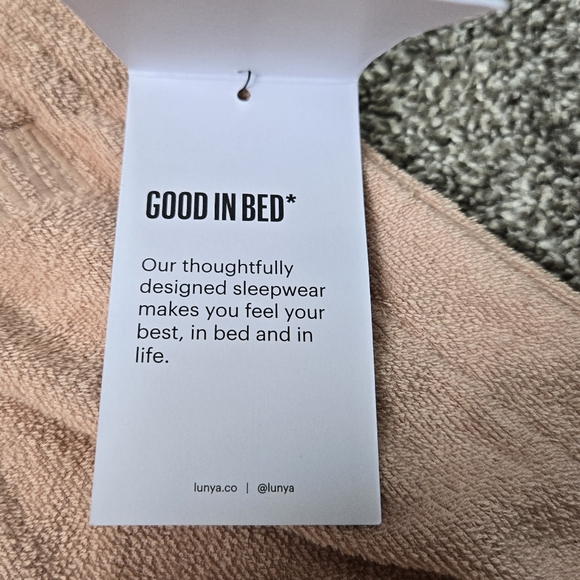 GOOD IN BED*
Our thoughtfully
designed sleepwear
makes you feel your
best, in bed and in
life.
lunya.co | @lunya